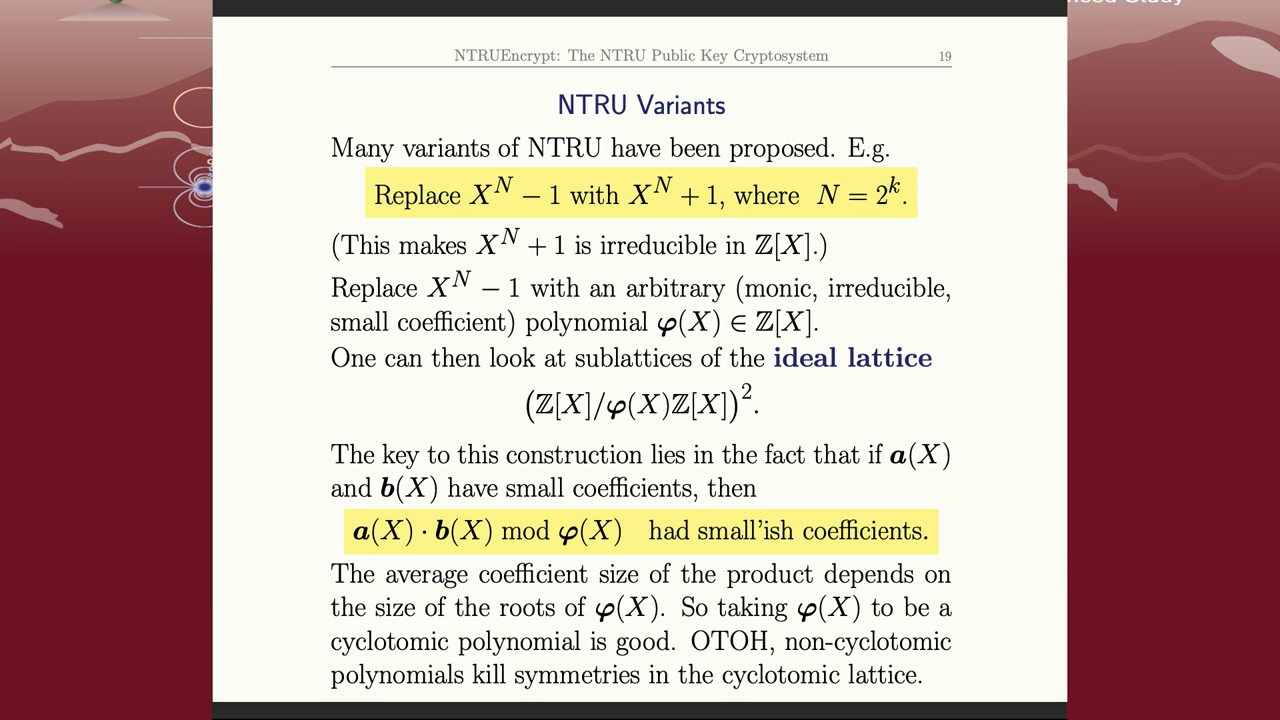 Study
NTRUEncrypt: The NTRU Public Key Cryptosystem 19
NTRU Variants
Many variants of NTRU have been proposed. E.g.
Replace X^N − 1 with X^N + 1, where N = 2^k.
(This makes X^N + 1 is irreducible in ℤ[X].)
Replace X^N − 1 with an arbitrary (monic, irreducible,
small coefficient) polynomial φ(X) ∈ ℤ[X].
One can then look at sublattices of the ideal lattice
(ℤ[X]/φ(X)ℤ[X])^2.
The key to this construction lies in the fact that if a(X)
and b(X) have small coefficients, then
a(X) · b(X) mod φ(X) had small'ish coefficients.
The average coefficient size of the product depends on
the size of the roots of φ(X). So taking φ(X) to be a
cyclotomic polynomial is good. OTOH, non-cyclotomic
polynomials kill symmetries in the cyclotomic lattice.